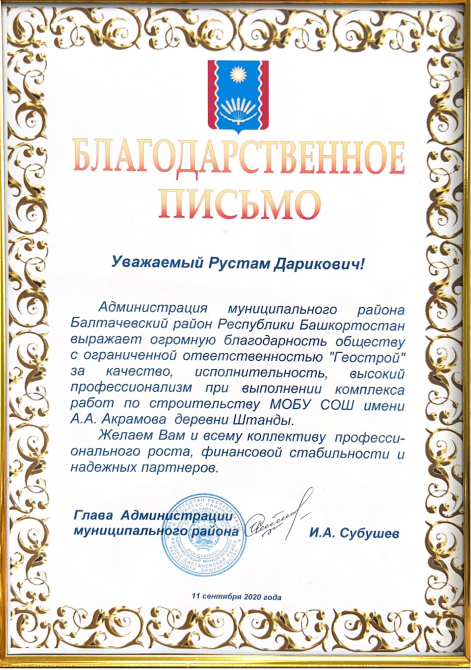 БЛАГОДАРСТВЕННОЕ
ПИСЬМО
Уважаемый Рустам Дарикович!
Администрация муниципального района
Балтачевский район Республики Башкортостан
выражает огромную благодарность обществу
с ограниченной ответственностью "Геострой"
за качество, исполнительность, высокий
профессионализм при выполнении комплекса
работ по строительству МОБУ СОШ имени
А.А. Акрамова деревни Штанды.
Желаем Вам и всему коллективу професси-
онального роста, финансовой стабильности и
надежных партнеров.
Глава Администрации
муниципального района И.А. Субушев
11 сентября 2020 года